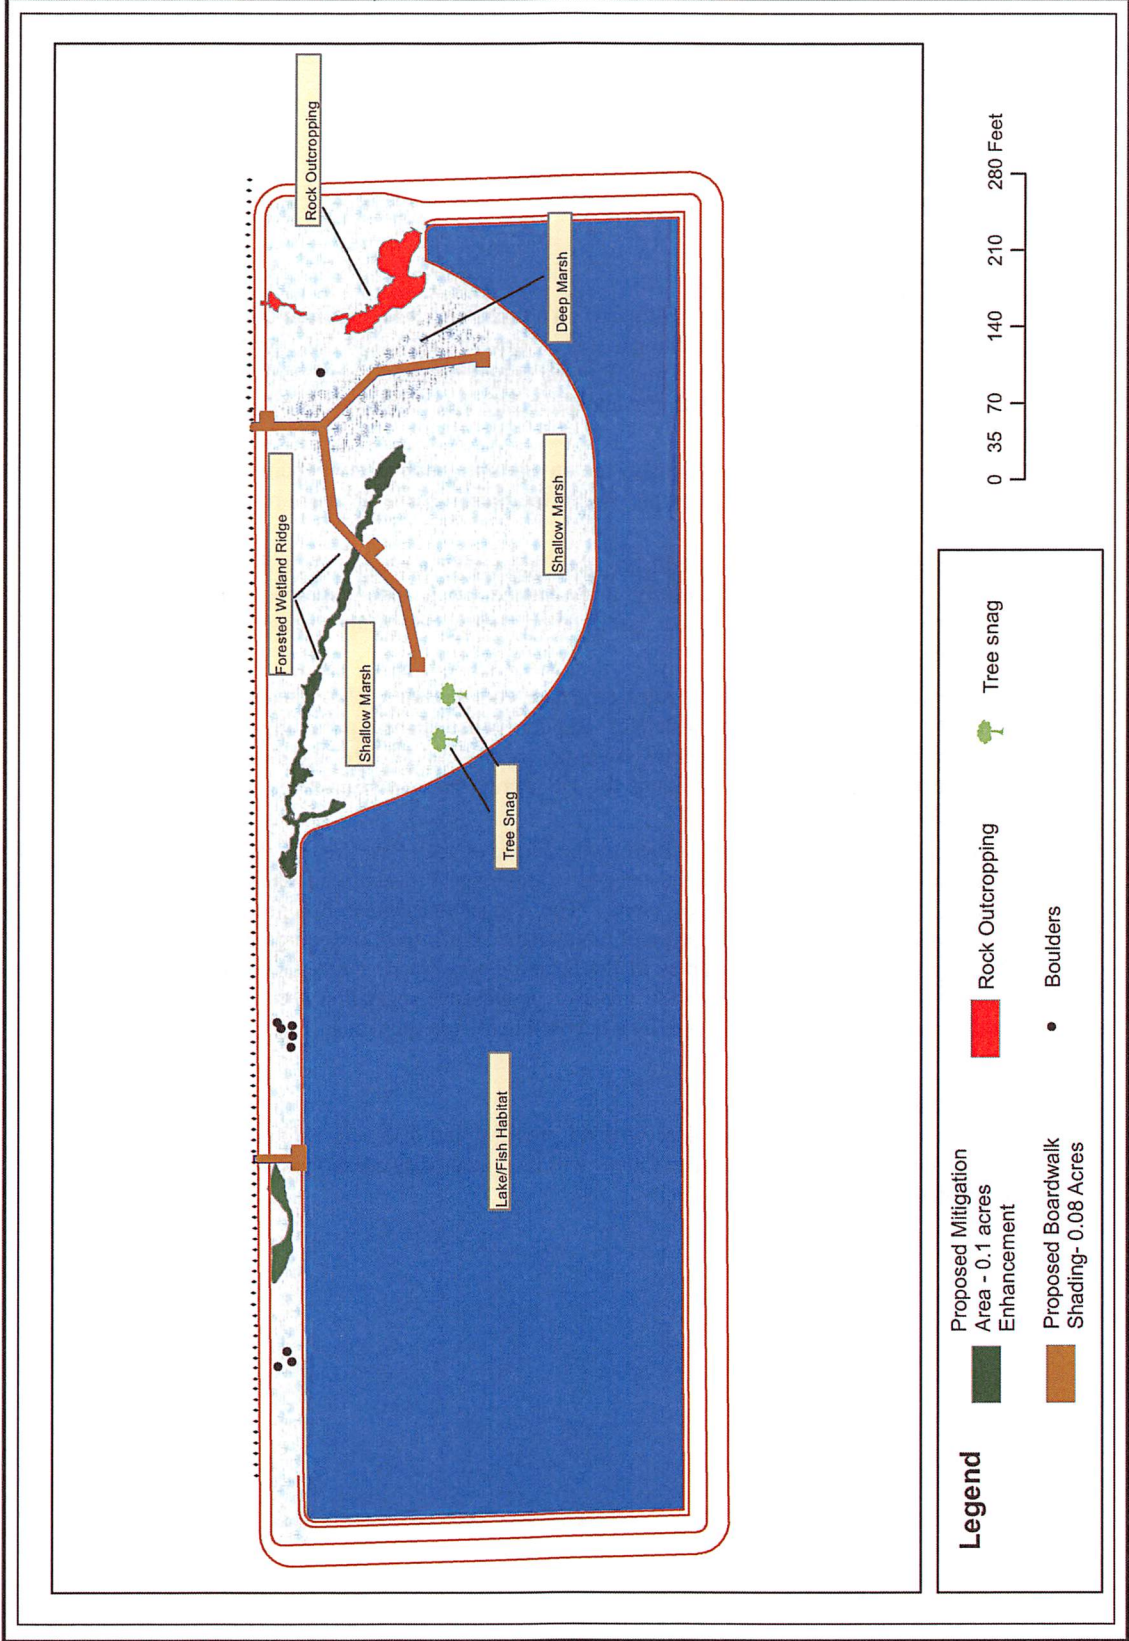 Rock Outcropping
Forested Wetland Ridge
Deep Marsh
Shallow Marsh
Shallow Marsh
Tree Snag
Lake/Fish Habitat
Legend
Proposed Mitigation
Area - 0.1 acres
Enhancement
Rock Outcropping
Tree snag
Proposed Boardwalk
Shading- 0.08 Acres
Boulders
0 35 70 140 210 280 Feet